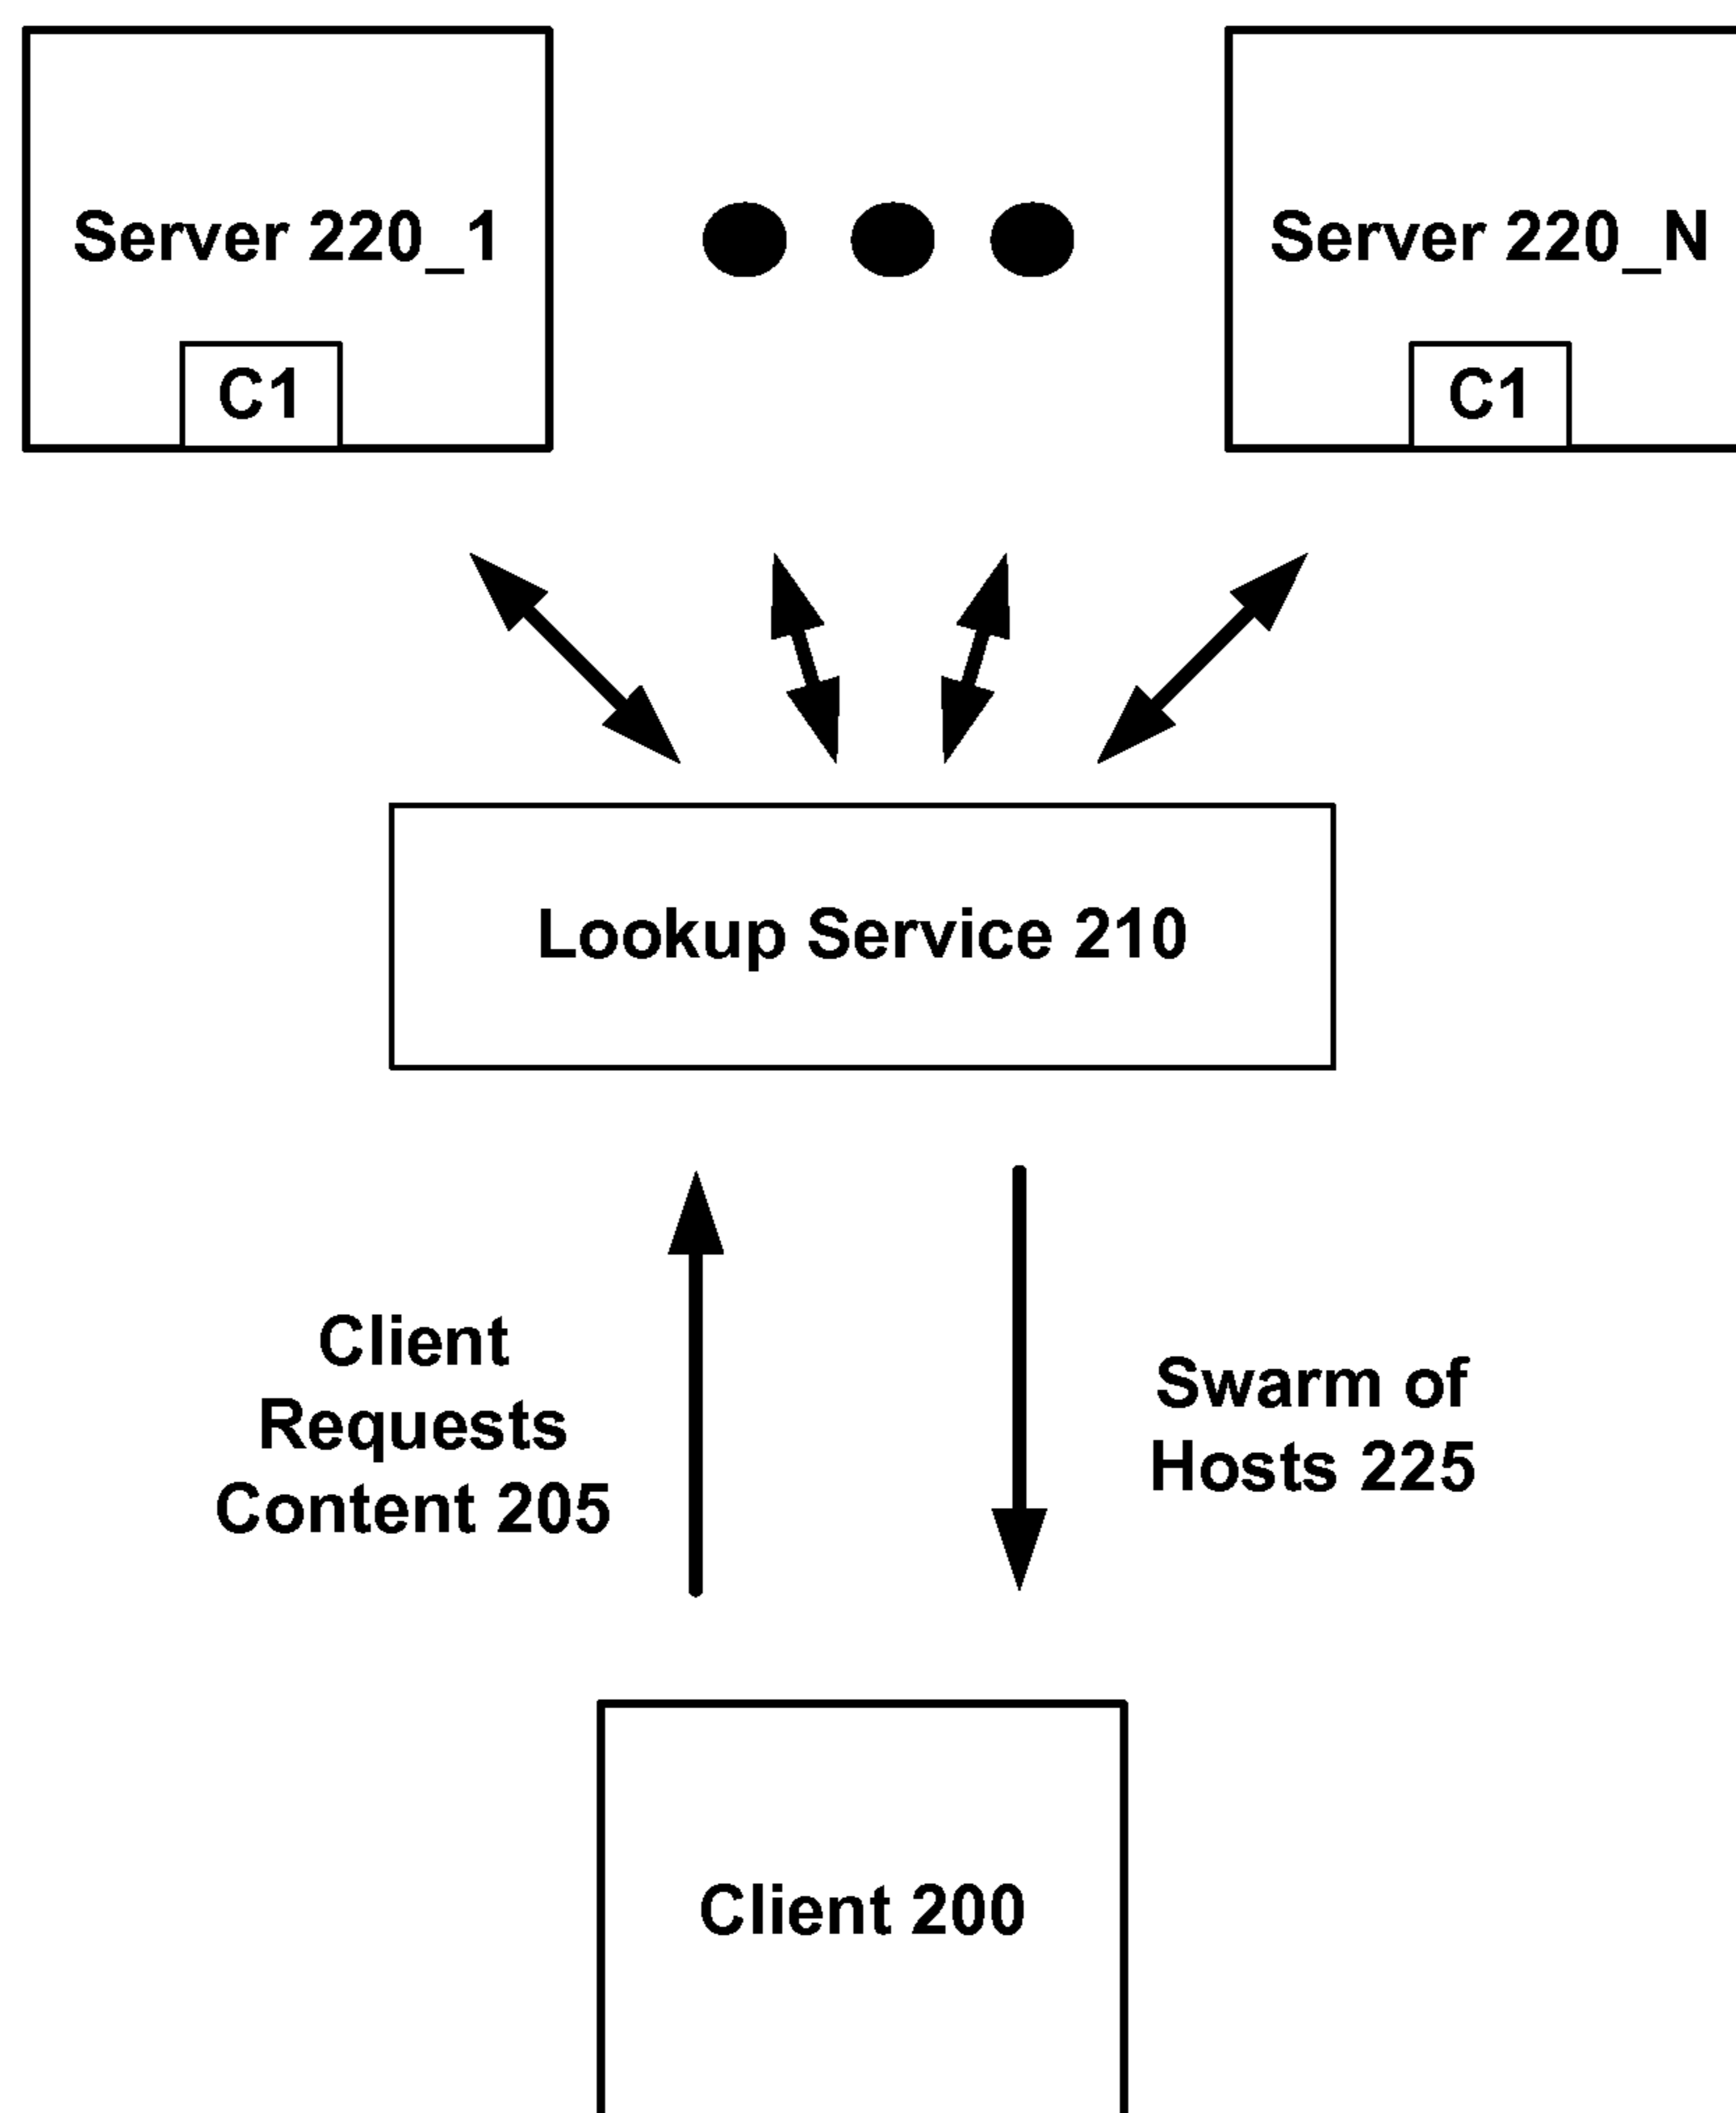 Server 220_1
Server 220_N
C1
C1
Lookup Service 210
Client
Requests
Content 205
Swarm of
Hosts 225
Client 200